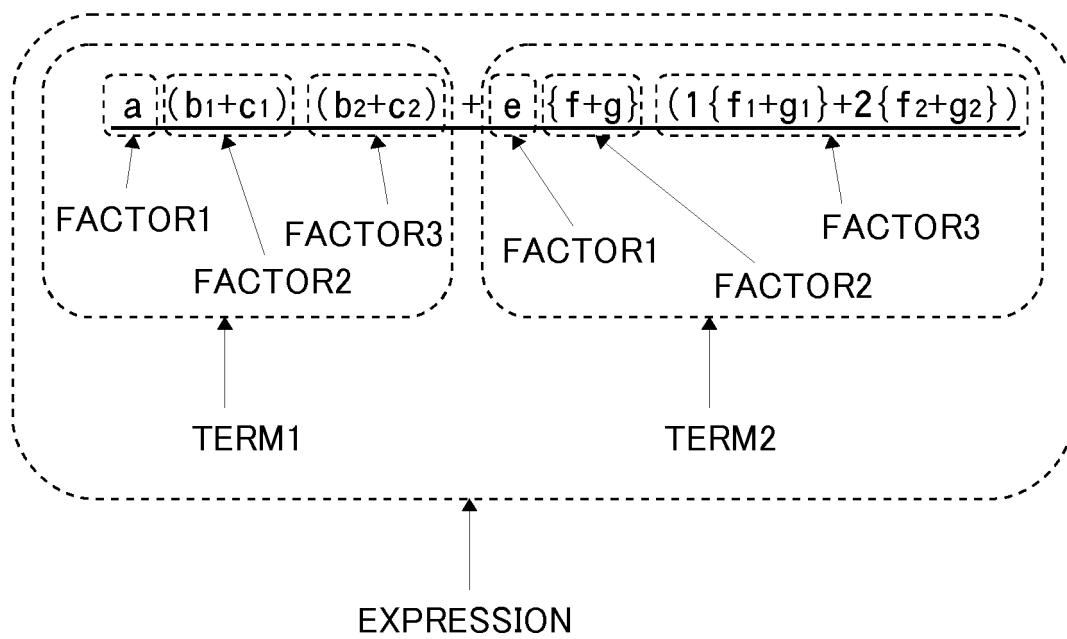 a (b1+c1) (b2+c2) + e {f+g} (1{f1+g1}+2{f2+g2})
FACTOR1 FACTOR3 FACTOR1 FACTOR3
FACTOR2 FACTOR2
TERM1 TERM2
EXPRESSION